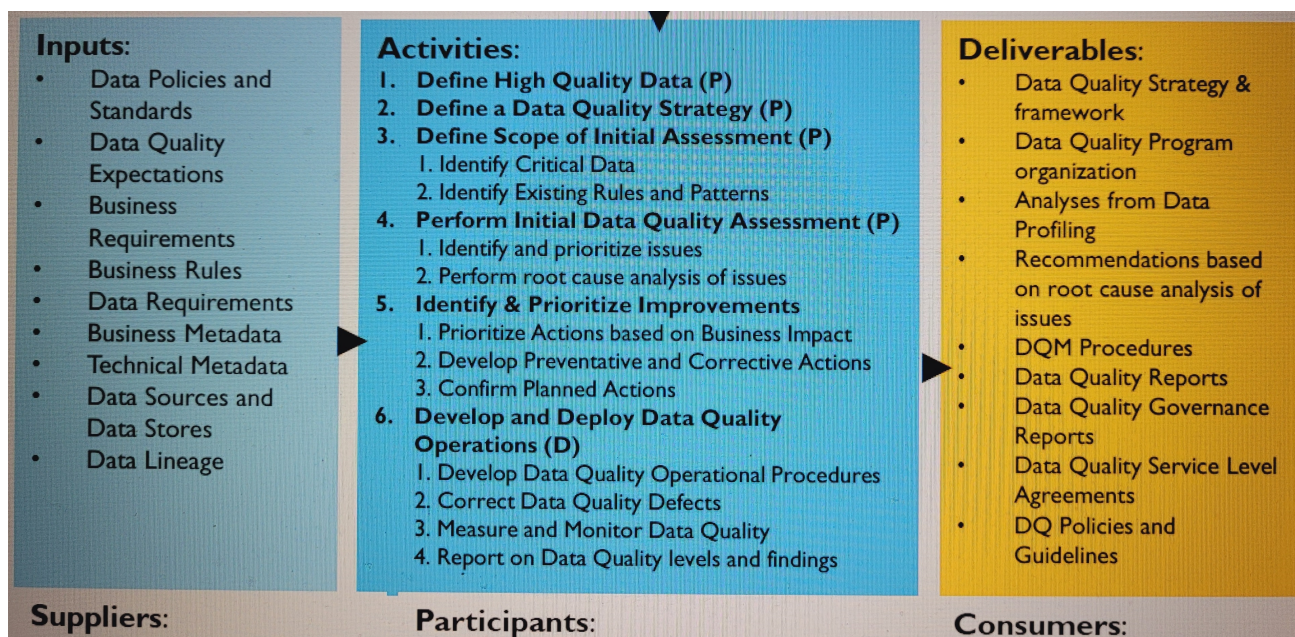 Inputs:
• Data Policies and
Standards
• Data Quality
Expectations
• Business
Requirements
• Business Rules
• Data Requirements
• Business Metadata
• Technical Metadata
• Data Sources and
Data Stores
• Data Lineage
Activities:
1. Define High Quality Data (P)
2. Define a Data Quality Strategy (P)
3. Define Scope of Initial Assessment (P)
1. Identify Critical Data
2. Identify Existing Rules and Patterns
4. Perform Initial Data Quality Assessment (P)
1. Identify and prioritize issues
2. Perform root cause analysis of issues
5. Identify & Prioritize Improvements
1. Prioritize Actions based on Business Impact
2. Develop Preventative and Corrective Actions
3. Confirm Planned Actions
6. Develop and Deploy Data Quality
Operations (D)
1. Develop Data Quality Operational Procedures
2. Correct Data Quality Defects
3. Measure and Monitor Data Quality
4. Report on Data Quality levels and findings
Deliverables:
• Data Quality Strategy &
framework
• Data Quality Program
organization
• Analyses from Data
Profiling
• Recommendations based
on root cause analysis of
issues
• DQM Procedures
• Data Quality Reports
• Data Quality Governance
Reports
• Data Quality Service Level
Agreements
• DQ Policies and
Guidelines
Suppliers:
Participants:
Consumers: